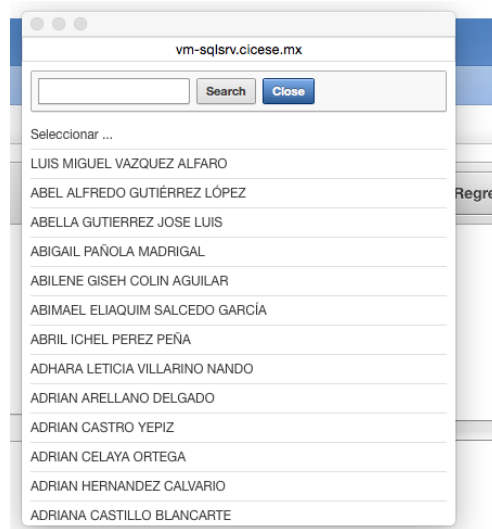 vm-sqlsrv.cicese.mx
Search Close
Seleccionar ...
LUIS MIGUEL VAZQUEZ ALFARO
Regre
ABEL ALFREDO GUTIÉRREZ LÓPEZ
ABELLA GUTIERREZ JOSE LUIS
ABIGAIL PAÑOLA MADRIGAL
ABILENE GISEH COLIN AGUILAR
ABIMAEL ELIAQUIM SALCEDO GARCÍA
ABRIL ICHEL PEREZ PEÑA
ADHARA LETICIA VILLARINO NANDO
ADRIAN ARELLANO DELGADO
ADRIAN CASTRO YEPIZ
ADRIAN CELAYA ORTEGA
ADRIAN HERNANDEZ CALVARIO
ADRIANA CASTILLO BLANCARTE